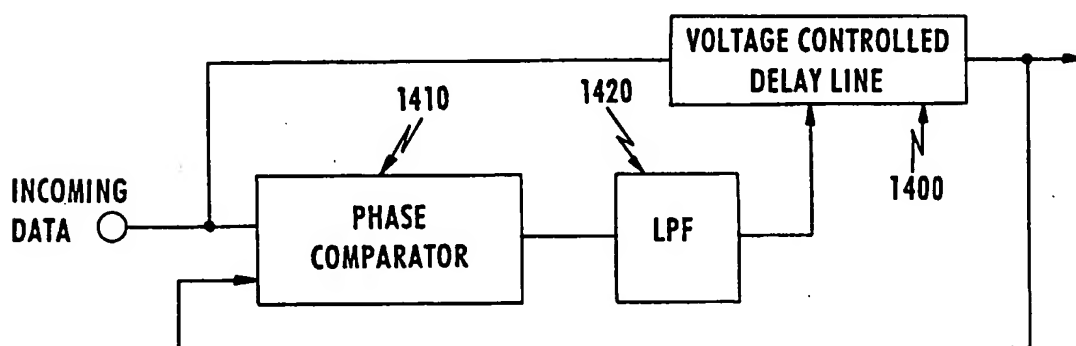 VOLTAGE CONTROLLED
DELAY LINE
1410
1420
1400
INCOMING
DATA
PHASE
COMPARATOR
LPF